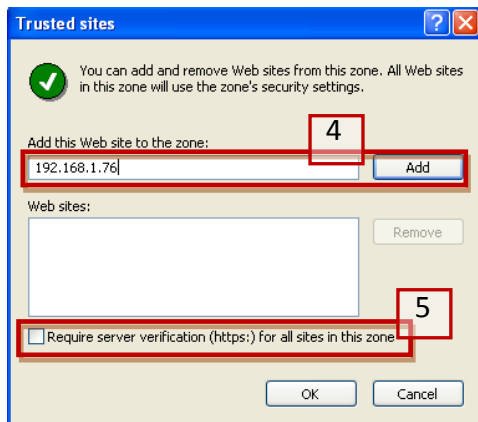 Trusted sites
You can add and remove Web sites from this zone. All Web sites
in this zone will use the zone's security settings.
4
Add this Web site to the zone:
192.168.1.76 Add
Web sites:
Remove
5
Require server verification (https:) for all sites in this zone
OK Cancel